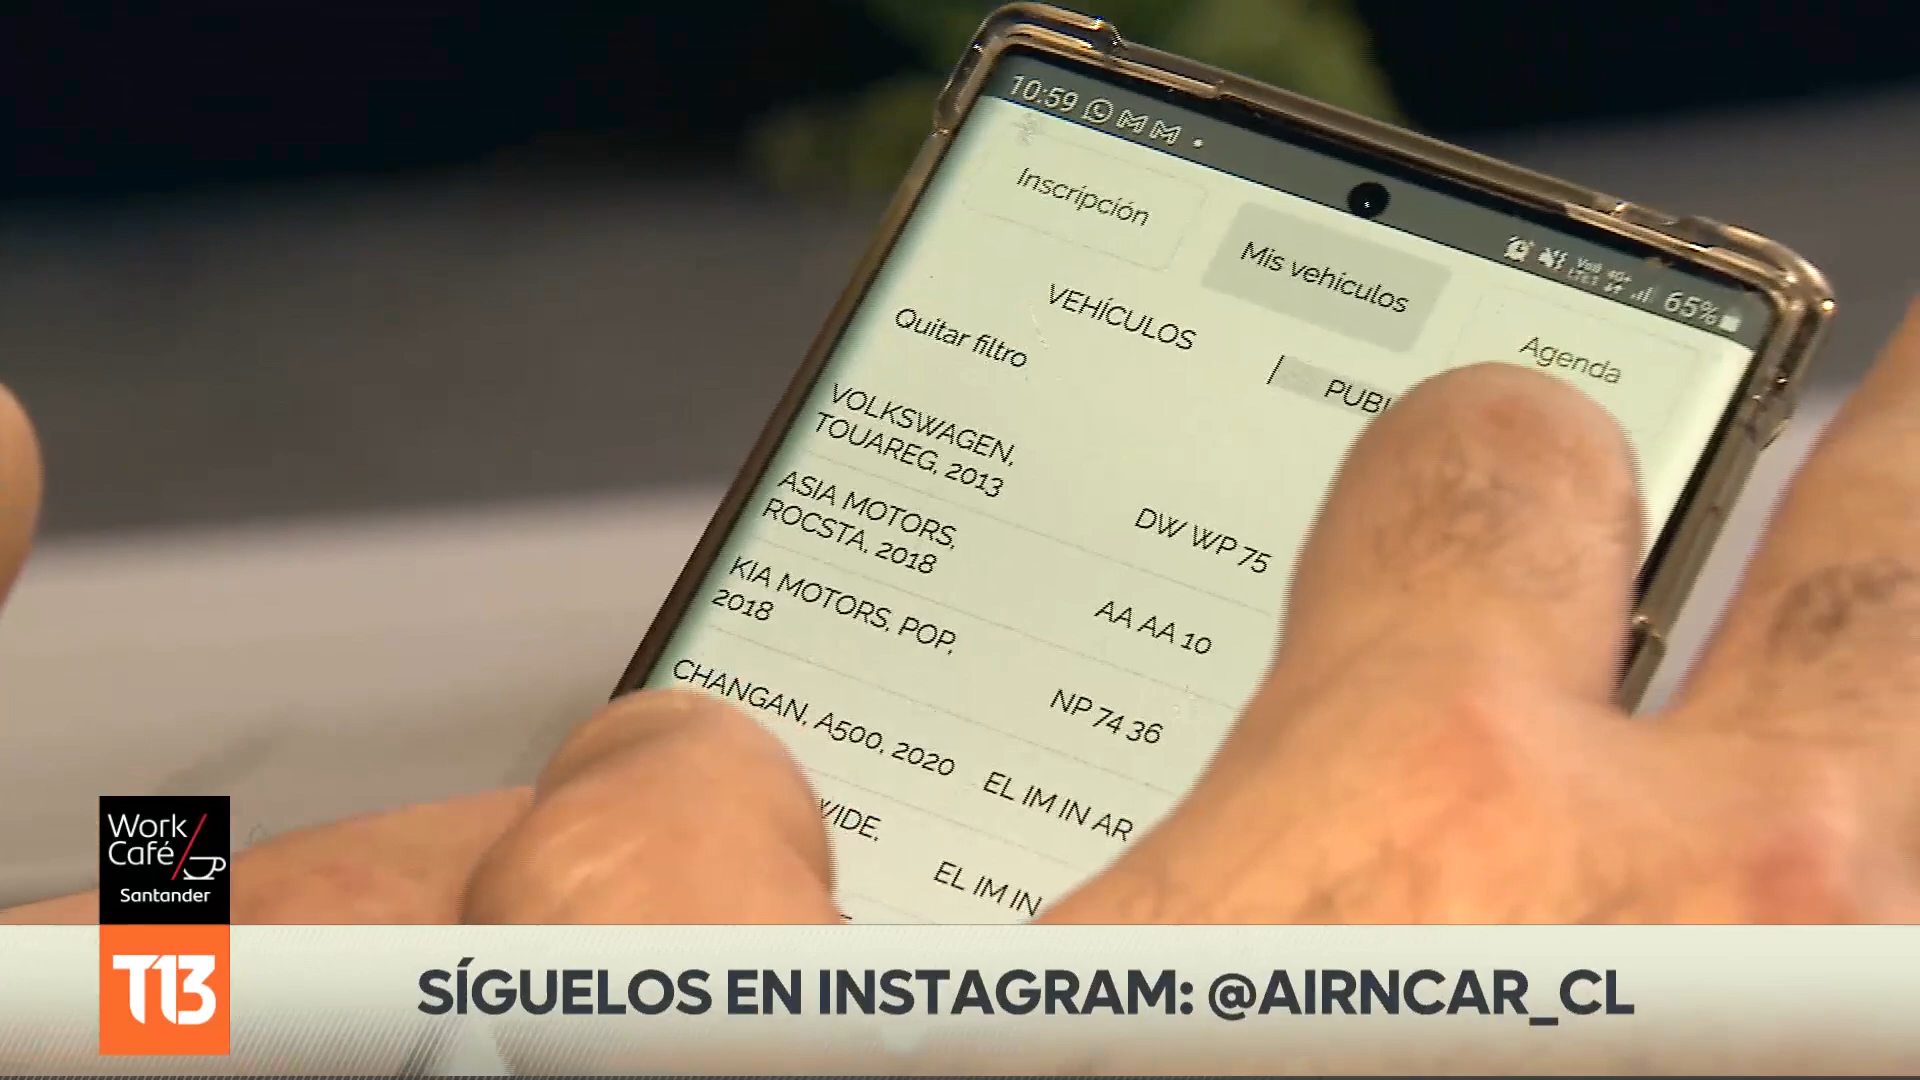 10:59
65%
Inscripción
Mis vehículos
Agenda
VEHÍCULOS
Quitar filtro
VOLKSWAGEN,
TOUAREG, 2013
DW WP 75
ASIA MOTORS,
ROCSTA, 2018
AA AA 10
KIA MOTORS, POP,
2018
NP 74 36
CHANGAN, A500, 2020
EL IM IN AR
EL IM IN
Work
Café
Santander
T13
SÍGUELOS EN INSTAGRAM: @AIRNCAR_CL